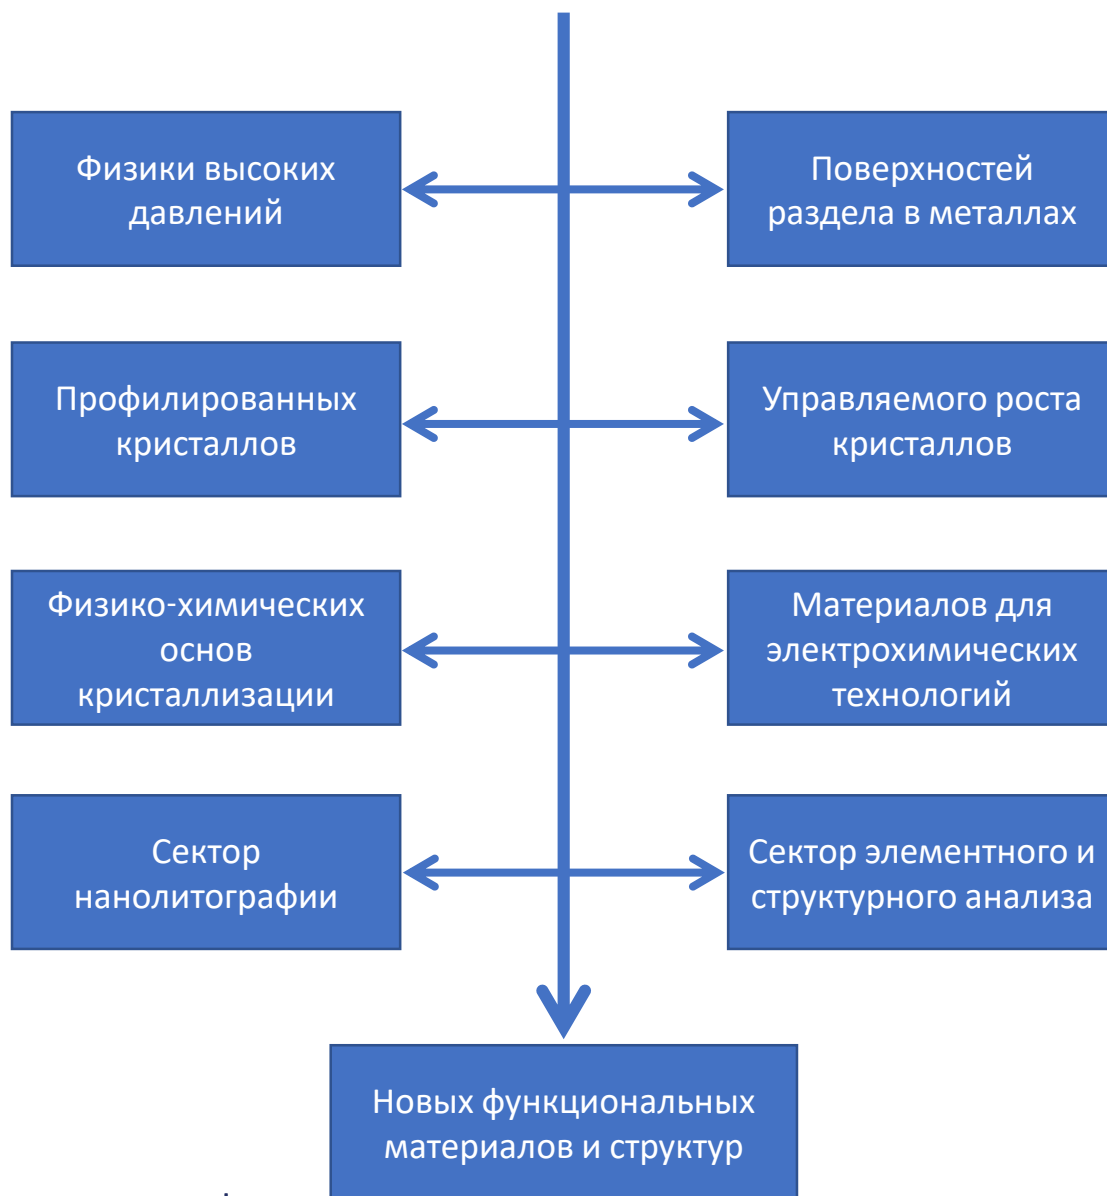 Физики высоких
давлений
Поверхностей
раздела в металлах
Профилированных
кристаллов
Управляемого роста
кристаллов
Физико-химических
основ
кристаллизации
Материалов для
электрохимических
технологий
Сектор
нанолитографии
Сектор элементного и
структурного анализа
Новых функциональных
материалов и структур